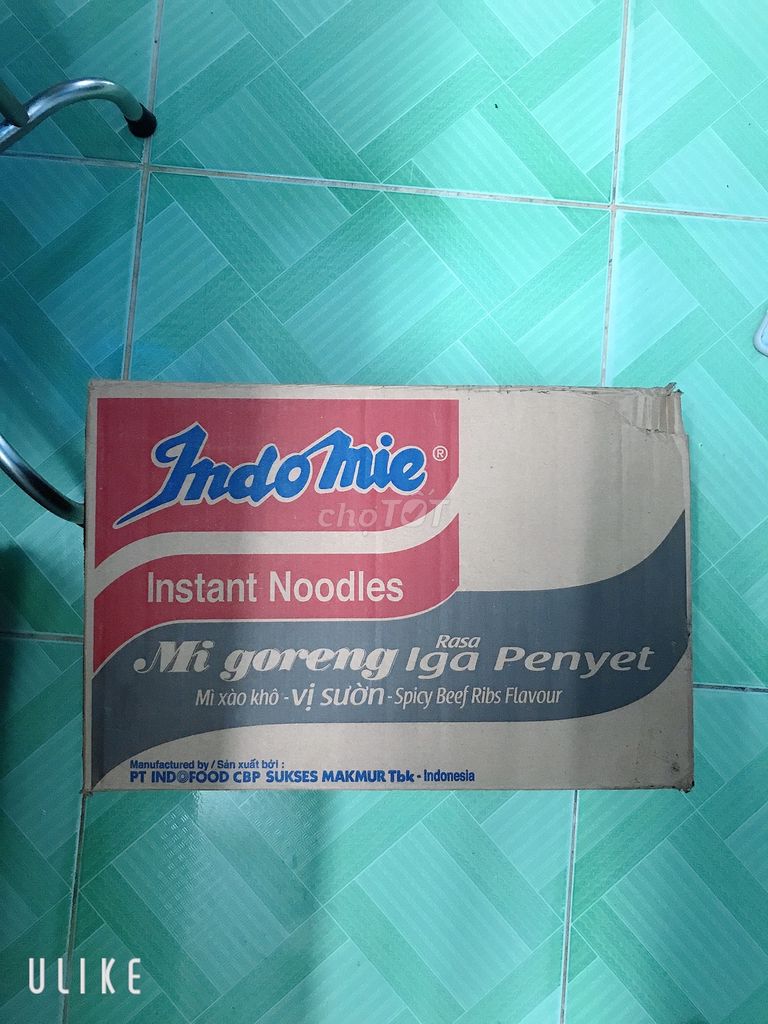 Indomie®
chợTỐT
Instant Noodles
Mi goreng Rasa Iga Penyet
Mì xào khô - vị sườn - Spicy Beef Ribs Flavour
Manufactured by / Sản xuất bởi :
PT INDOFOOD CBP SUKSES MAKMUR Tbk - Indonesia
ULIKE